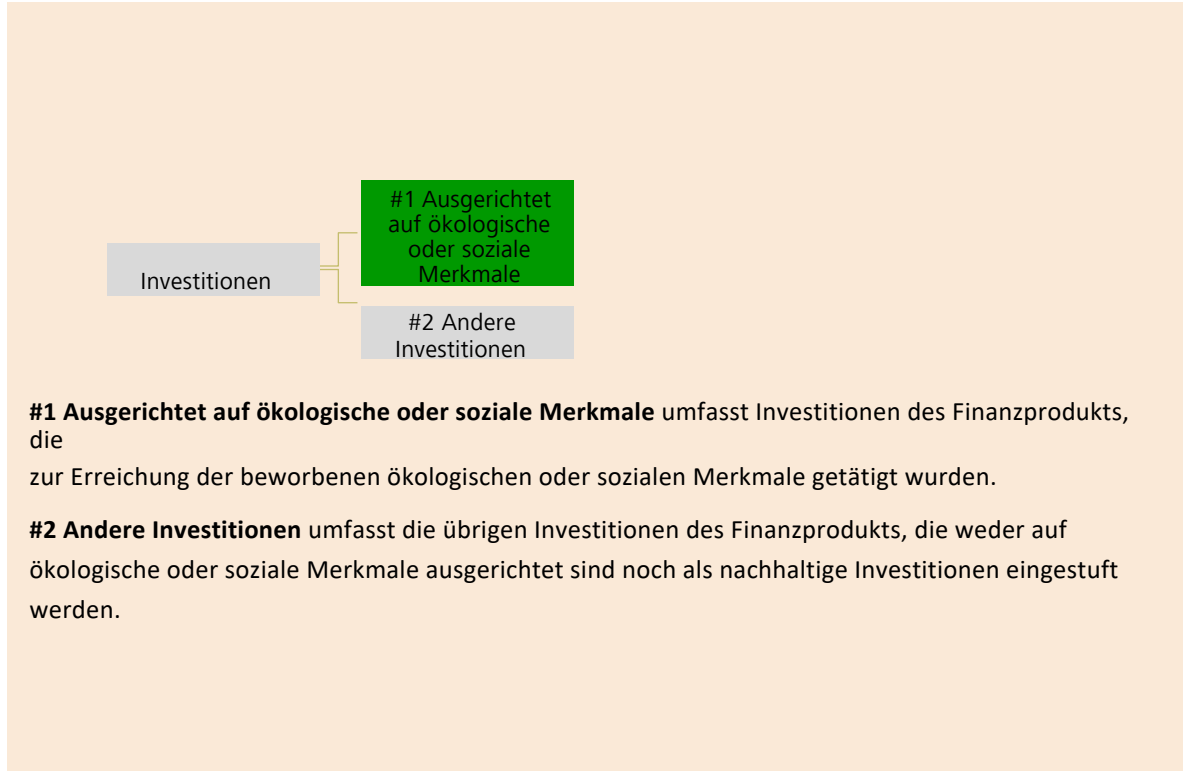 #1 Ausgerichtet
auf ökologische
oder soziale
Merkmale
Investitionen
#2 Andere
Investitionen
#1 Ausgerichtet auf ökologische oder soziale Merkmale umfasst Investitionen des Finanzprodukts,
die
zur Erreichung der beworbenen ökologischen oder sozialen Merkmale getätigt wurden.
#2 Andere Investitionen umfasst die übrigen Investitionen des Finanzprodukts, die weder auf
ökologische oder soziale Merkmale ausgerichtet sind noch als nachhaltige Investitionen eingestuft
werden.